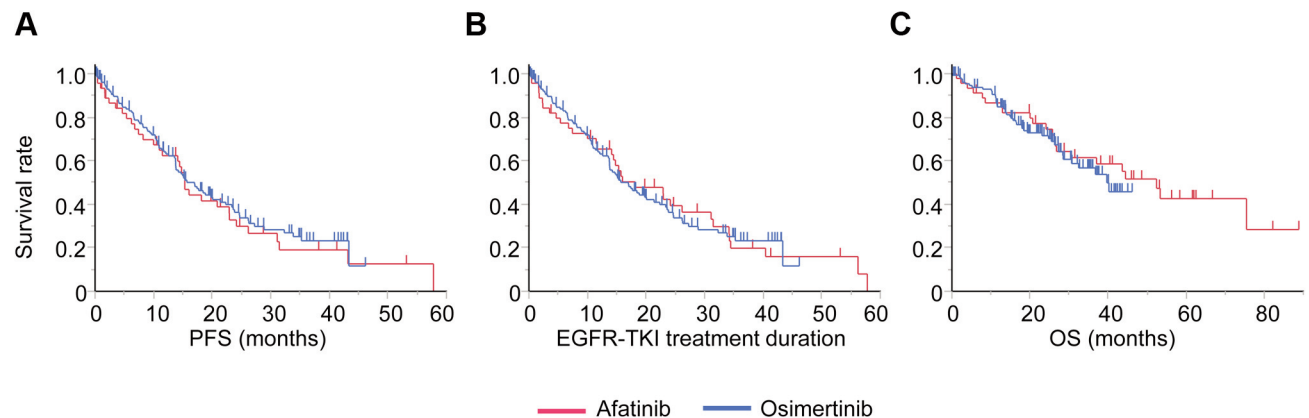 A
B
C
Survival rate
1.0
0.8
0.6
0.4
0.2
0
0 10 20 30 40 50 60
PFS (months)
1.0
0.8
0.6
0.4
0.2
0
0 10 20 30 40 50 60
EGFR-TKI treatment duration
1.0
0.8
0.6
0.4
0.2
0
0 20 40 60 80
OS (months)
Afatinib Osimertinib